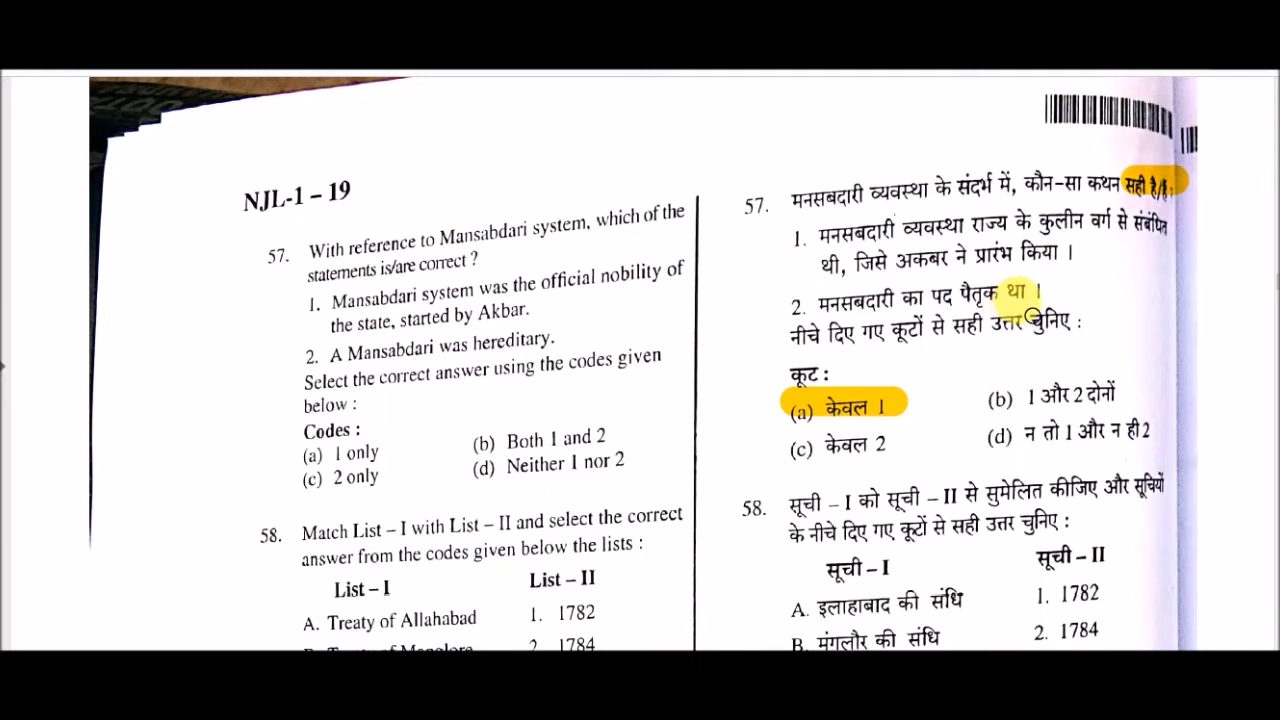 NJL-1 – 19
57. With reference to Mansabdari system, which of the
statements is/are correct ?
1. Mansabdari system was the official nobility of
the state, started by Akbar.
2. A Mansabdari was hereditary.
Select the correct answer using the codes given
below :
Codes :
(a) 1 only (b) Both 1 and 2
(c) 2 only (d) Neither 1 nor 2
58. Match List – I with List – II and select the correct
answer from the codes given below the lists :
List – I List – II
A. Treaty of Allahabad 1. 1782
B. Treaty of Mangalore 2. 1784
57. मनसबदारी व्यवस्था के संदर्भ में, कौन-सा कथन सही है/हैं :
1. मनसबदारी व्यवस्था राज्य के कुलीन वर्ग से संबंधित
थी, जिसे अकबर ने प्रारंभ किया ।
2. मनसबदारी का पद पैतृक था ।
नीचे दिए गए कूटों से सही उत्तर चुनिए :
कूट :
(a) केवल 1 (b) 1 और 2 दोनों
(c) केवल 2 (d) न तो 1 और न ही 2
58. सूची – I को सूची – II से सुमेलित कीजिए और सूचियों
के नीचे दिए गए कूटों से सही उत्तर चुनिए :
सूची – I सूची – II
A. इलाहाबाद की संधि 1. 1782
B. मंगलौर की संधि 2. 1784